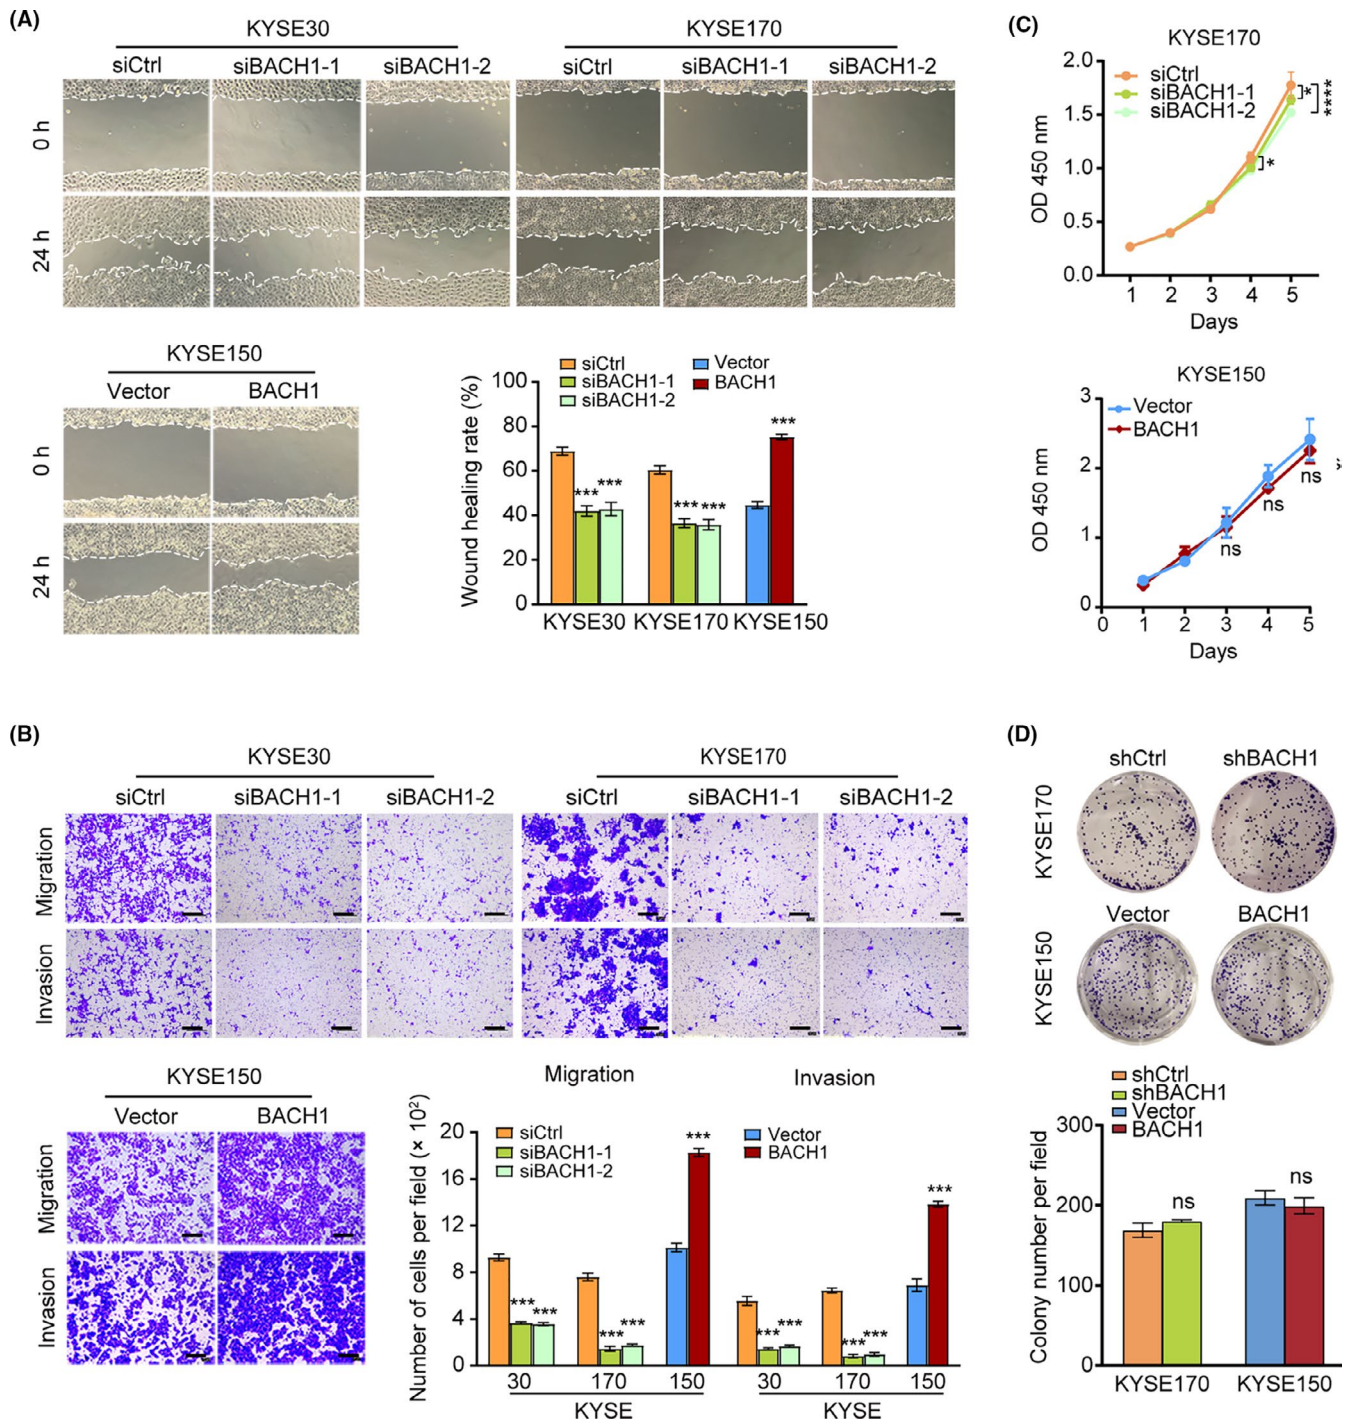 (A)
KYSE30
KYSE170
siCtrl siBACH1-1 siBACH1-2 siCtrl siBACH1-1 siBACH1-2
0 h
24 h
KYSE150
Vector BACH1
0 h
24 h
siCtrl
siBACH1-1
siBACH1-2
Vector
BACH1
Wound healing rate (%)
100
80
60
40
20
0
*** *** *** *** ***
KYSE30 KYSE170 KYSE150
(C)
KYSE170
siCtrl
siBACH1-1
siBACH1-2
OD 450 nm
2.0
1.5
1.0
0.5
0.0
*
*
****
1 2 3 4 5
Days
KYSE150
Vector
BACH1
OD 450 nm
3
2
1
0
ns
ns
ns
0 1 2 3 4 5
Days
(B)
KYSE30
KYSE170
siCtrl siBACH1-1 siBACH1-2 siCtrl siBACH1-1 siBACH1-2
Migration
Invasion
KYSE150
Vector BACH1
Migration
Invasion
Migration Invasion
siCtrl
siBACH1-1
siBACH1-2
Vector
BACH1
Number of cells per field (× 10²)
20
16
12
8
4
0
*** *** *** *** *** *** *** *** *** ***
30 170 150 30 170 150
KYSE KYSE
(D)
shCtrl shBACH1
KYSE170
Vector BACH1
KYSE150
shCtrl
shBACH1
Vector
BACH1
Colony number per field
300
200
100
0
ns ns
KYSE170 KYSE150